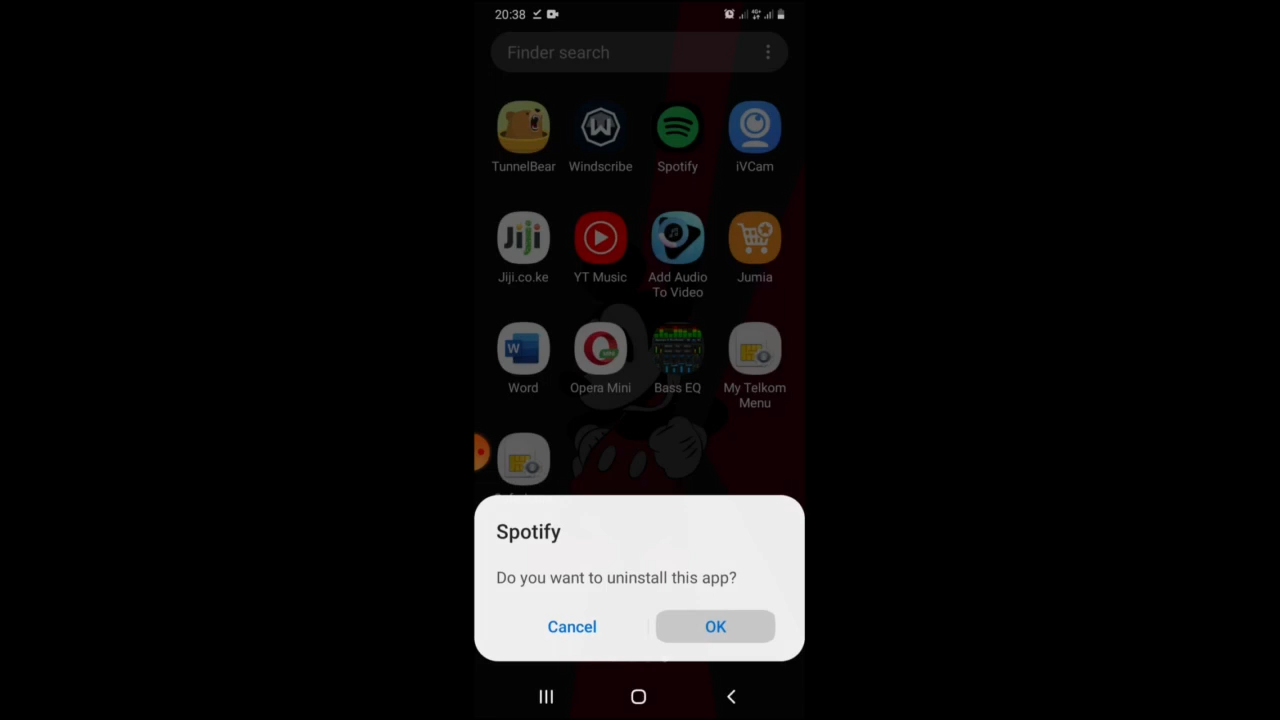 20:38
Finder search
TunnelBear Windscribe Spotify iVCam
Jiji
Jiji.co.ke YT Music Add Audio To Video Jumia
W
Word Opera Mini Bass EQ My Telkom Menu
Spotify
Do you want to uninstall this app?
Cancel OK